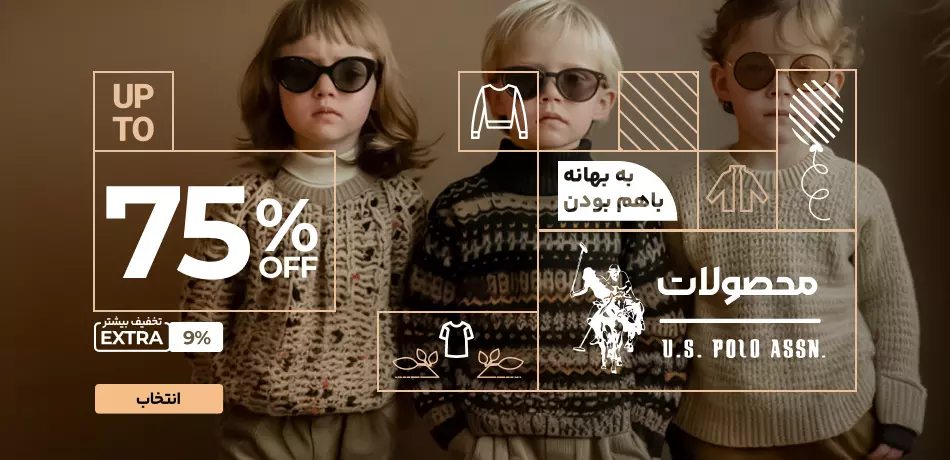 UP
TO
75%
OFF
تخفیف بیشتر
EXTRA 9%
انتخاب
به بهانه
باهم بودن
محصولات
U.S. POLO ASSN.